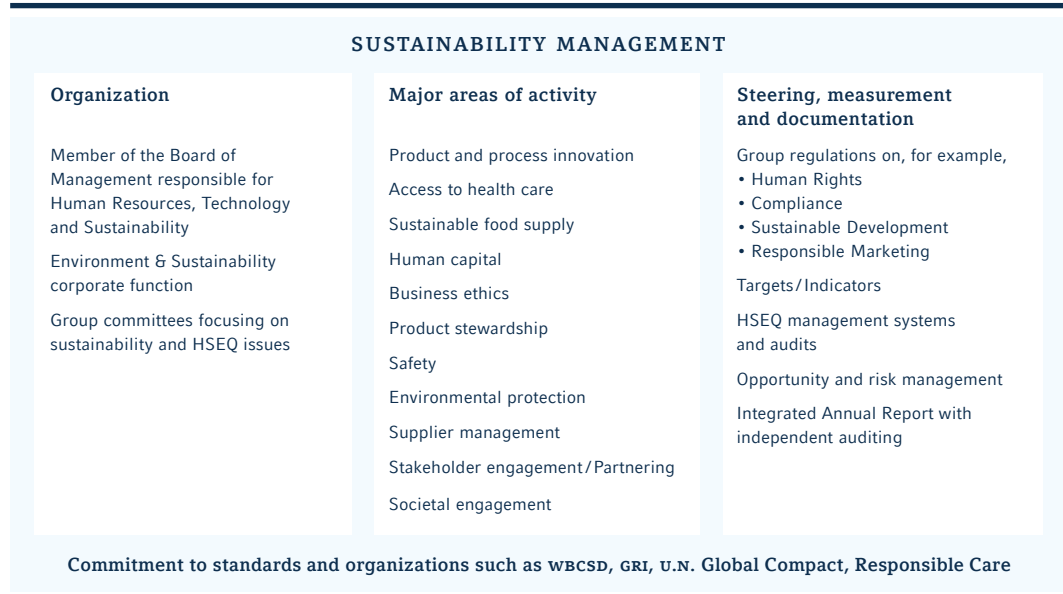 SUSTAINABILITY MANAGEMENT
Organization
Member of the Board of
Management responsible for
Human Resources, Technology
and Sustainability
Environment & Sustainability
corporate function
Group committees focusing on
sustainability and HSEQ issues
Major areas of activity
Product and process innovation
Access to health care
Sustainable food supply
Human capital
Business ethics
Product stewardship
Safety
Environmental protection
Supplier management
Stakeholder engagement/Partnering
Societal engagement
Steering, measurement
and documentation
Group regulations on, for example,
• Human Rights
• Compliance
• Sustainable Development
• Responsible Marketing
Targets/Indicators
HSEQ management systems
and audits
Opportunity and risk management
Integrated Annual Report with
independent auditing
Commitment to standards and organizations such as WBCSD, GRI, U.N. Global Compact, Responsible Care